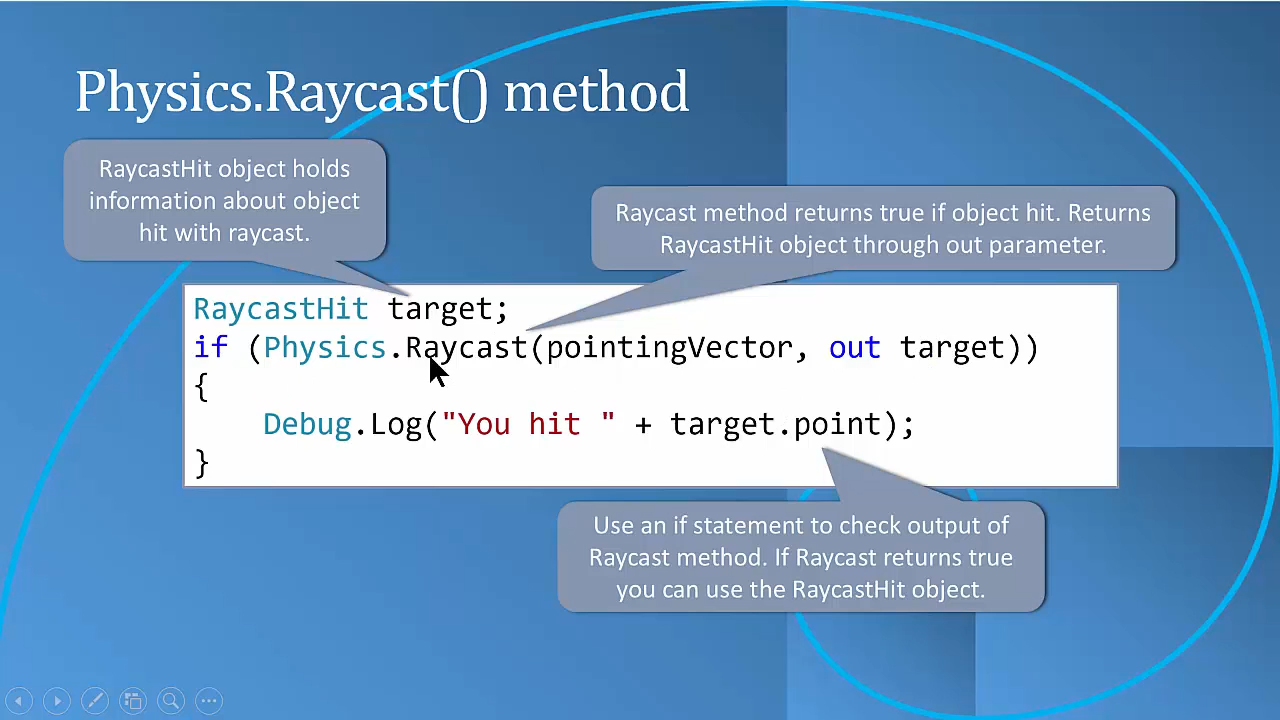 Physics.Raycast() method
RaycastHit object holds
information about object
hit with raycast.
Raycast method returns true if object hit. Returns
RaycastHit object through out parameter.
RaycastHit target;
if (Physics.Raycast(pointingVector, out target))
{
    Debug.Log("You hit " + target.point);
}
Use an if statement to check output of
Raycast method. If Raycast returns true
you can use the RaycastHit object.